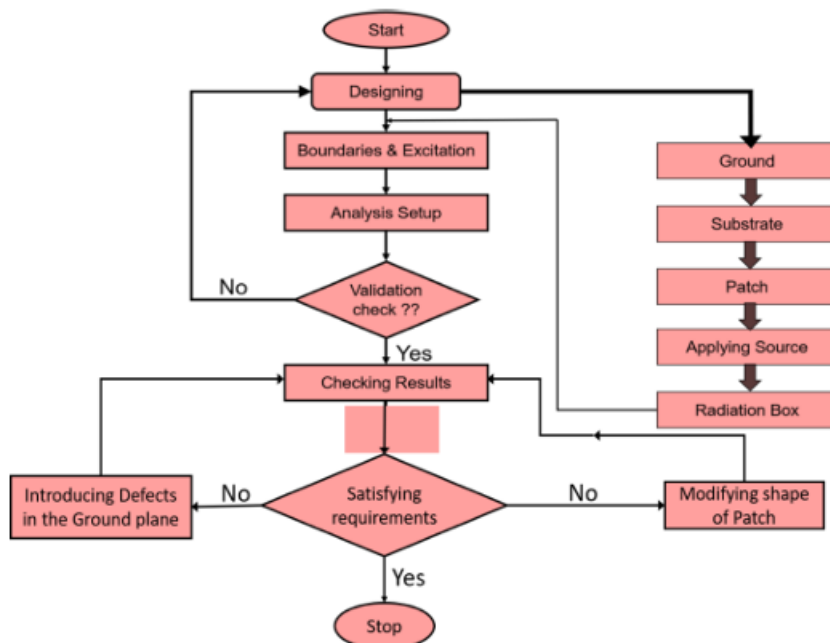 Start
Designing
Boundaries & Excitation
Ground
Analysis Setup
Substrate
No
Validation
check ??
Patch
Yes
Applying Source
Checking Results
Radiation Box
Introducing Defects
in the Ground plane
No
Satisfying
requirements
No
Modifying shape
of Patch
Yes
Stop